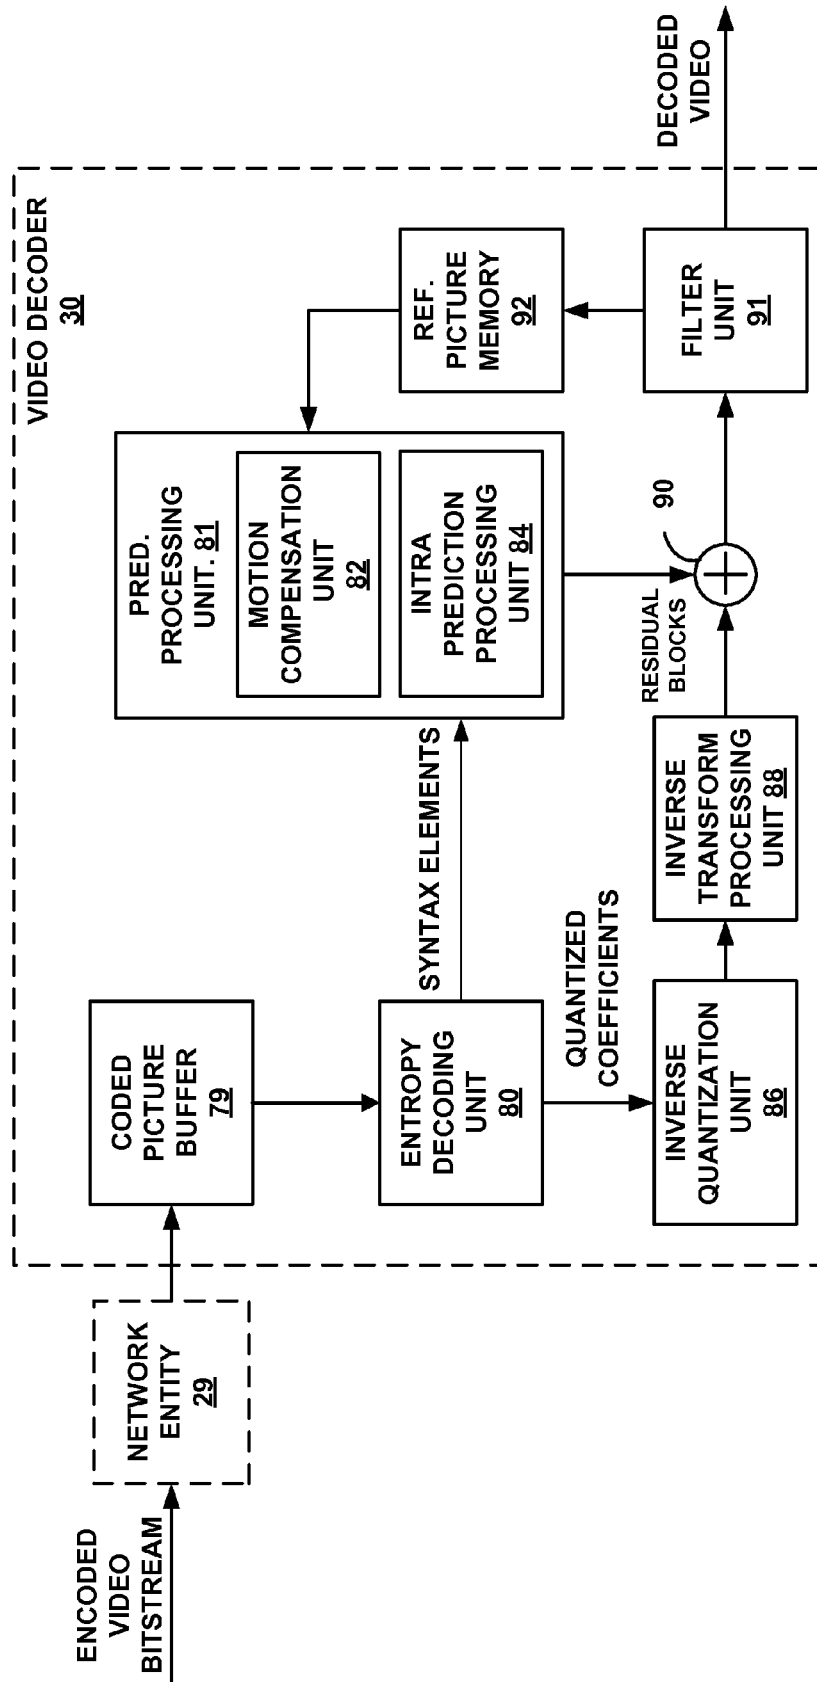 ENCODED
VIDEO
BITSTREAM
NETWORK
ENTITY
29
VIDEO DECODER
30
CODED
PICTURE
BUFFER
79
ENTROPY
DECODING
UNIT
80
SYNTAX ELEMENTS
QUANTIZED
COEFFICIENTS
INVERSE
QUANTIZATION
UNIT
86
INVERSE
TRANSFORM
PROCESSING
UNIT 88
PRED.
PROCESSING
UNIT. 81
MOTION
COMPENSATION
UNIT
82
INTRA
PREDICTION
PROCESSING
UNIT 84
RESIDUAL
BLOCKS
90
REF.
PICTURE
MEMORY
92
FILTER
UNIT
91
DECODED
VIDEO